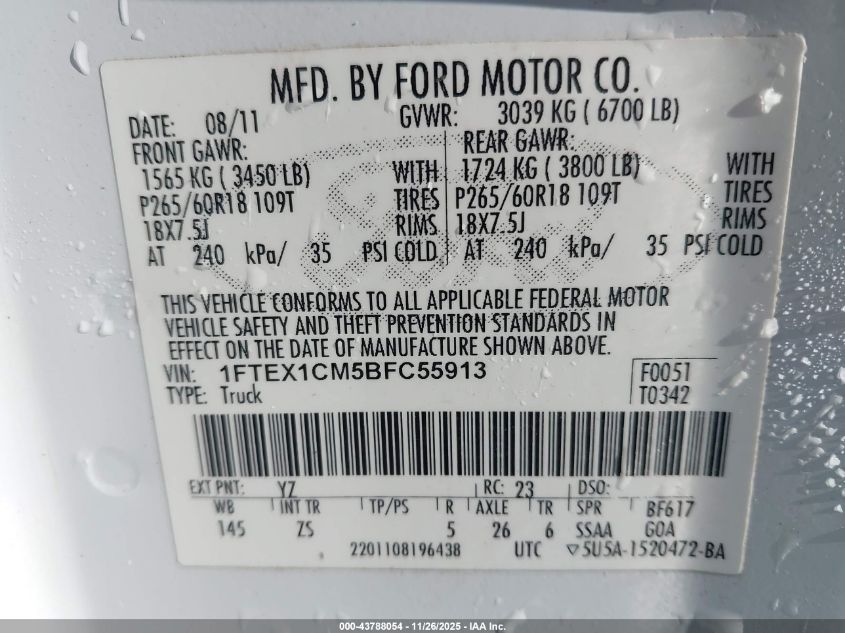 MFD. BY FORD MOTOR CO.
DATE: 08/11 GVWR: 3039 KG ( 6700 LB)
FRONT GAWR: REAR GAWR:
1565 KG ( 3450 LB) WITH 1724 KG ( 3800 LB) WITH
P265/60R18 109T TIRES P265/60R18 109T TIRES
18X7.5J RIMS 18X7.5J RIMS
AT 240 kPa/ 35 PSI COLD AT 240 kPa/ 35 PSI COLD
THIS VEHICLE CONFORMS TO ALL APPLICABLE FEDERAL MOTOR
VEHICLE SAFETY AND THEFT PREVENTION STANDARDS IN
EFFECT ON THE DATE OF MANUFACTURE SHOWN ABOVE.
VIN: 1FTEX1CM5BFC55913 F0051
TYPE: Truck T0342
EXT PNT: YZ RC: 23 DSO:
WB INT TR TP/PS R AXLE TR SPR BF617
145 ZS 5 26 6 SSAA GOA
2201108196438 UTC ▽5U5A-1520472-BA
000-43788054 - 11/26/2025 - IAA Inc.